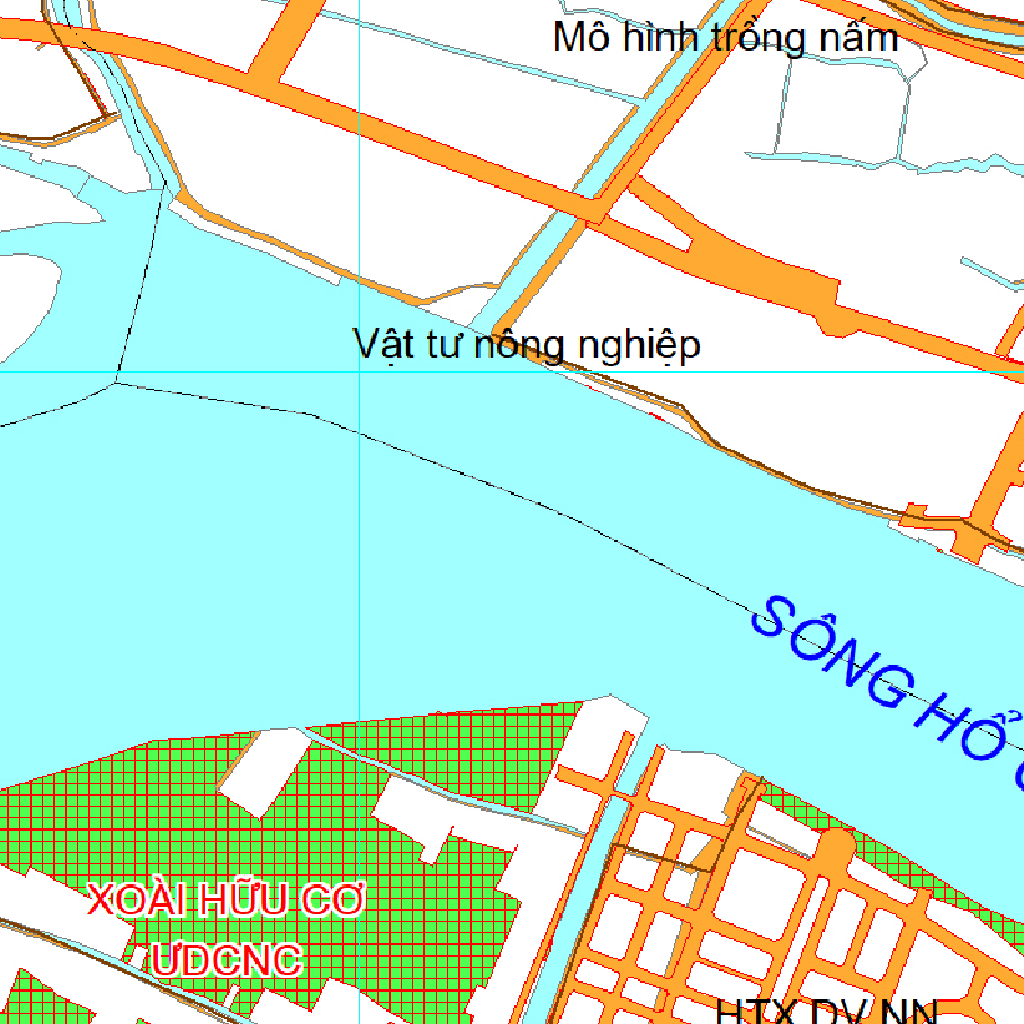 Mô hình trồng nấm
Vật tư nông nghiệp
SÔNG HỔ
XOÀI HỮU CƠ
ƯDCNC
HTX DV NN